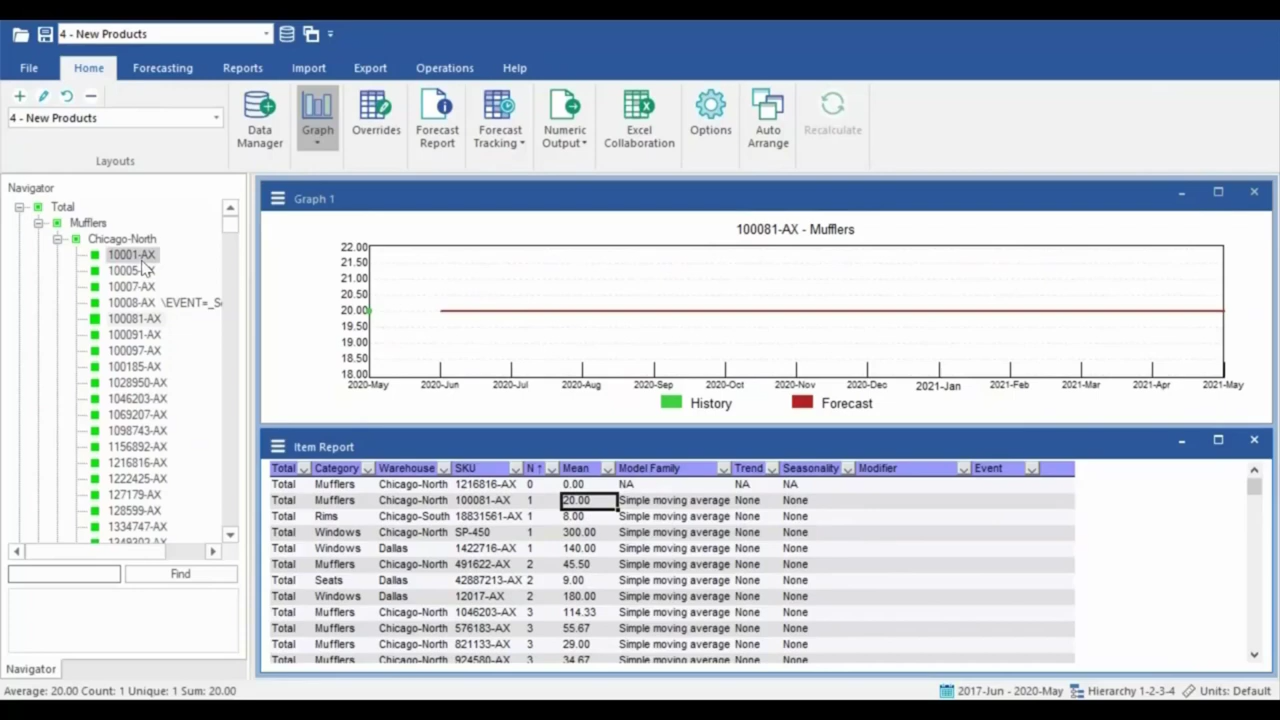 4 - New Products
File Home Forecasting Reports Import Export Operations Help
4 - New Products
Layouts
Data Manager
Graph
Overrides
Forecast Report
Forecast Tracking
Numeric Output
Excel Collaboration
Options
Auto Arrange
Recalculate
Navigator
Total
Mufflers
Chicago-North
10001-AX
10005-
10007-AX
10008-AX \EVENT=_S
100081-AX
100091-AX
100097-AX
100185-AX
1028950-AX
1046203-AX
1069207-AX
1098743-AX
1156892-AX
1216816-AX
1222425-AX
127179-AX
128599-AX
1334747-AX
Find
Navigator
Graph 1
100081-AX - Mufflers
22.00
21.50
21.00
20.50
20.00
19.50
19.00
18.50
18.00
2020-May 2020-Jun 2020-Jul 2020-Aug 2020-Sep 2020-Oct 2020-Nov 2020-Dec 2021-Jan 2021-Feb 2021-Mar 2021-Apr 2021-May
History Forecast
Item Report
Total Category Warehouse SKU N ↑ Mean Model Family Trend Seasonality Modifier Event
Total Mufflers Chicago-North 1216816-AX 0 0.00 NA NA NA
Total Mufflers Chicago-North 100081-AX 1 20.00 Simple moving average None None
Total Rims Chicago-South 18831561-AX 1 8.00 Simple moving average None None
Total Windows Chicago-North SP-450 1 300.00 Simple moving average None None
Total Windows Dallas 1422716-AX 1 140.00 Simple moving average None None
Total Mufflers Chicago-North 491622-AX 2 45.50 Simple moving average None None
Total Seats Dallas 42887213-AX 2 9.00 Simple moving average None None
Total Windows Dallas 12017-AX 2 180.00 Simple moving average None None
Total Mufflers Chicago-North 1046203-AX 3 114.33 Simple moving average None None
Total Mufflers Chicago-North 576183-AX 3 55.67 Simple moving average None None
Total Mufflers Chicago-North 821133-AX 3 29.00 Simple moving average None None
Total Mufflers Chicago-North 924580-AX 3 34.67 Simple moving average None None
Average: 20.00 Count: 1 Unique: 1 Sum: 20.00
2017-Jun - 2020-May Hierarchy 1-2-3-4 Units: Default